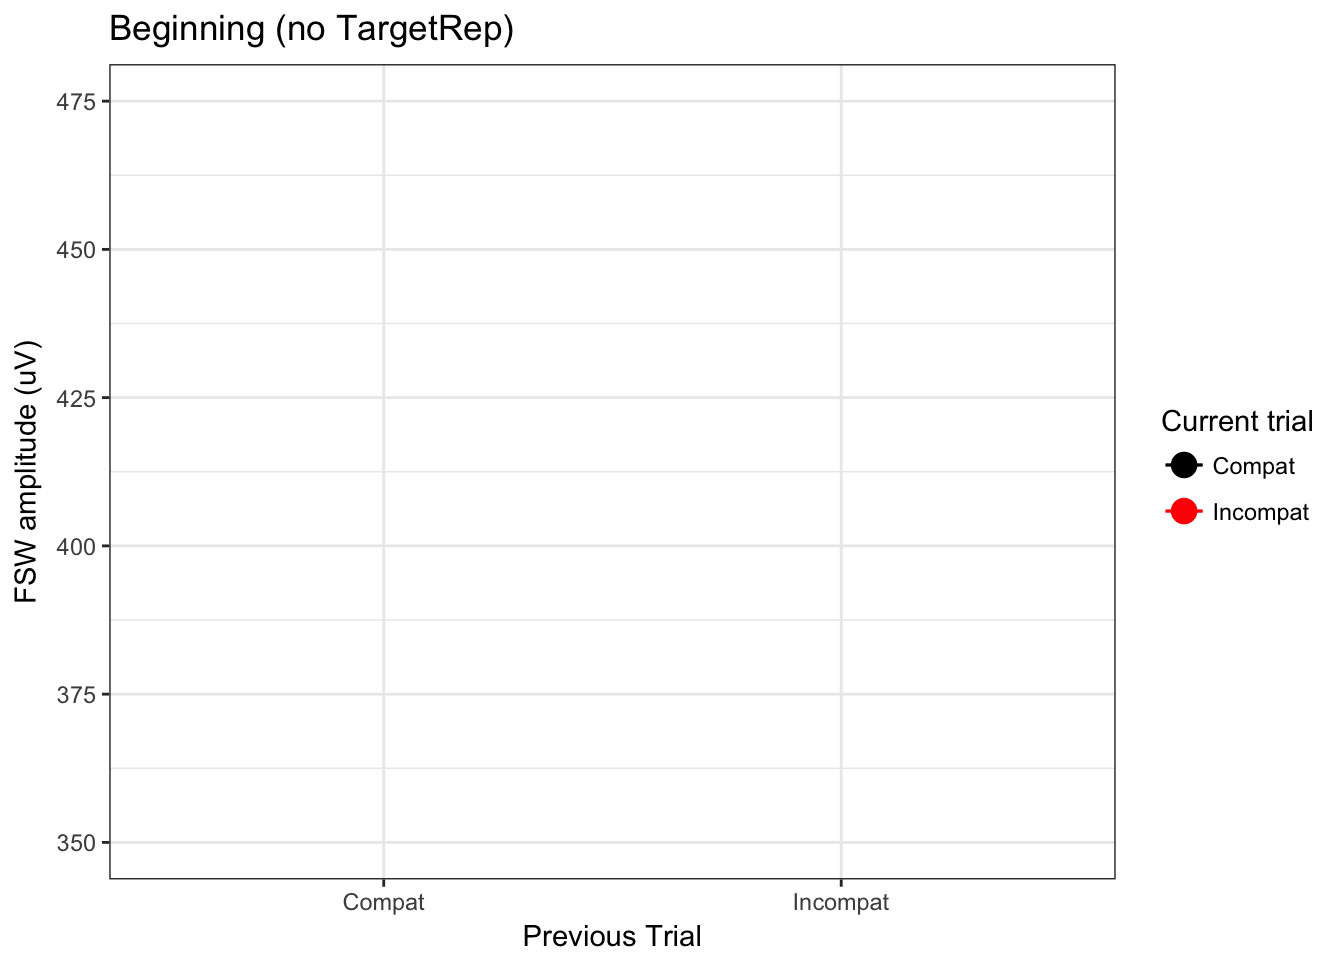 Beginning (no TargetRep)
475
450
425
400
375
350
FSW amplitude (uV)
Compat
Incompat
Previous Trial
Current trial
Compat
Incompat